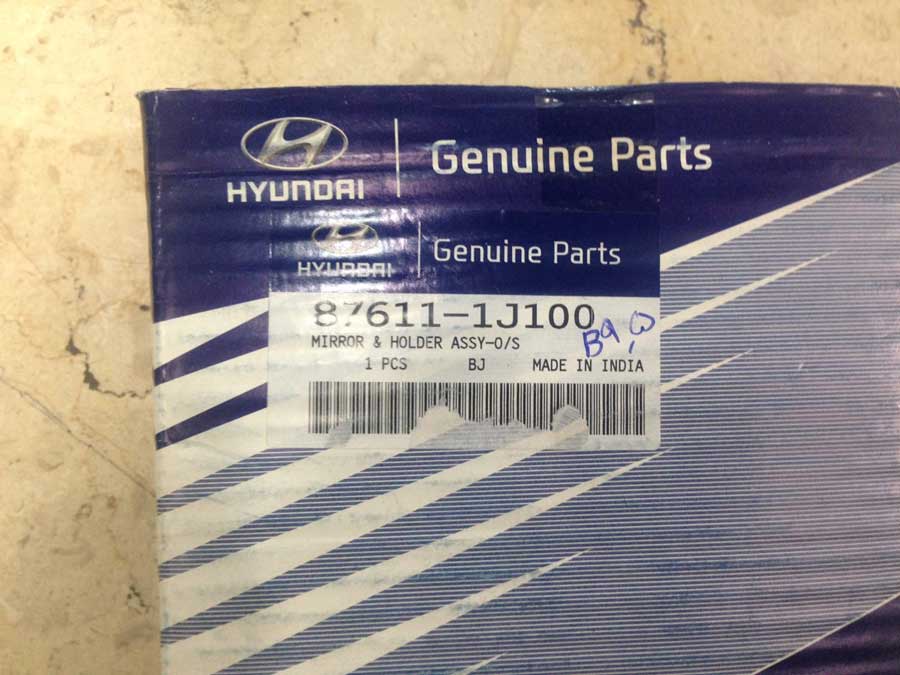 HYUNDAI
Genuine Parts
HYUNDAI
Genuine Parts
87611-1J100
MIRROR & HOLDER ASSY-O/S
1 PCS BJ MADE IN INDIA